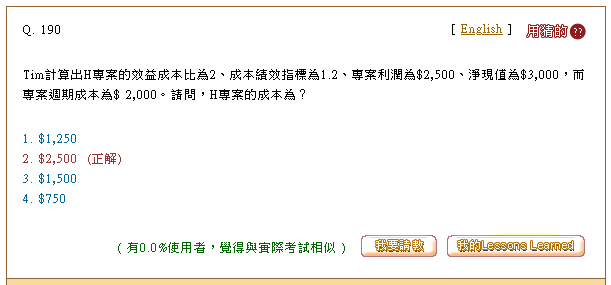 Q. 190 [ English ] 用猜的 ??
Tim計算出H專案的效益成本比為2、成本績效指標為1.2、專案利潤為$2,500、淨現值為$3,000，而
專案週期成本為$ 2,000。請問，H專案的成本為？
1. $1,250
2. $2,500 (正解)
3. $1,500
4. $750
( 有0.0%使用者，覺得與實際考試相似 ) 我要請教 我的Lessons Learned